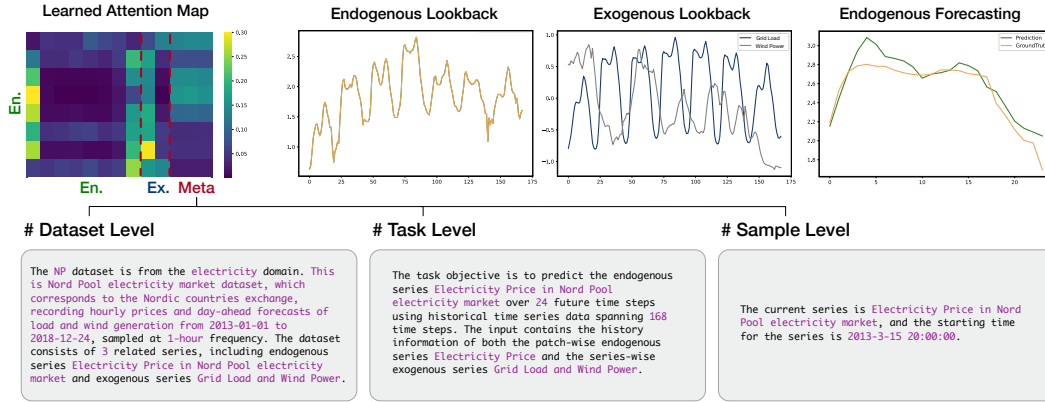 Learned Attention Map
Endogenous Lookback
Exogenous Lookback
Endogenous Forecasting
0.30
0.25
0.20
0.15
0.10
0.05
En.
En.
Ex.
Meta
2.5
2.0
1.5
1.0
0
25
50
75
100
125
150
175
1.0
0.5
0.0
−0.5
−1.0
Grid Load
Wind Power
0
25
50
75
100
125
150
175
3.0
2.5
2.0
1.5
1.0
0
5
10
15
20
Prediction
GroundTrut
# Dataset Level
# Task Level
# Sample Level
The NP dataset is from the electricity domain. This
is Nord Pool electricity market dataset, which
corresponds to the Nordic countries exchange,
recording hourly prices and day-ahead forecasts of
load and wind generation from 2013-01-01 to
2018-12-24, sampled at 1-hour frequency. The dataset
consists of 3 related series, including endogenous
series Electricity Price in Nord Pool electricity
market and exogenous series Grid Load and Wind Power.
The task objective is to predict the endogenous
series Electricity Price in Nord Pool
electricity market over 24 future time steps
using historical time series data spanning 168
time steps. The input contains the history
information of both the patch-wise endogenous
series Electricity Price and the series-wise
exogenous series Grid Load and Wind Power.
The current series is Electricity Price in Nord
Pool electricity market, and the starting time
for the series is 2013-3-15 20:00:00.